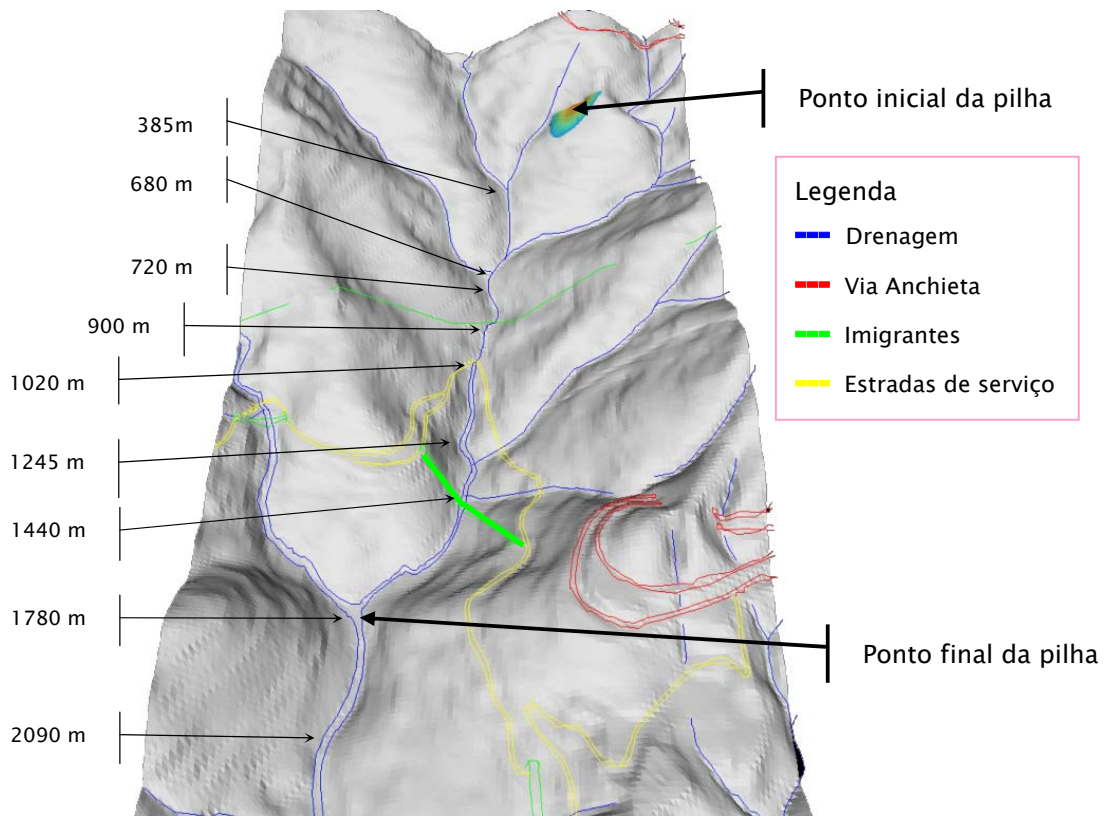 Ponto inicial da pilha
385m
680 m
720 m
900 m
1020 m
1245 m
1440 m
1780 m
2090 m
Legenda
Drenagem
Via Anchieta
Imigrantes
Estradas de serviço
Ponto final da pilha